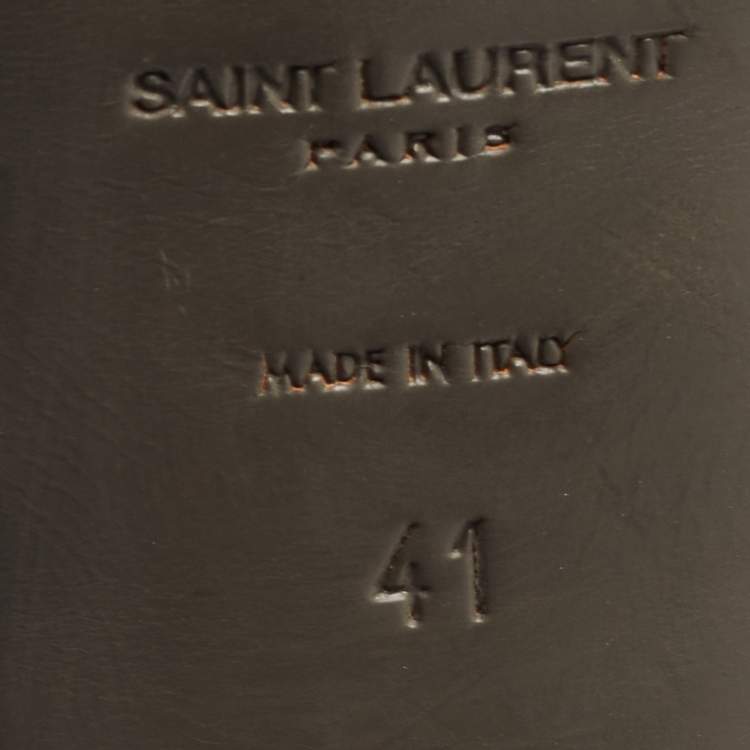 SAINT LAURENT
PARIS
MADE IN ITALY
41